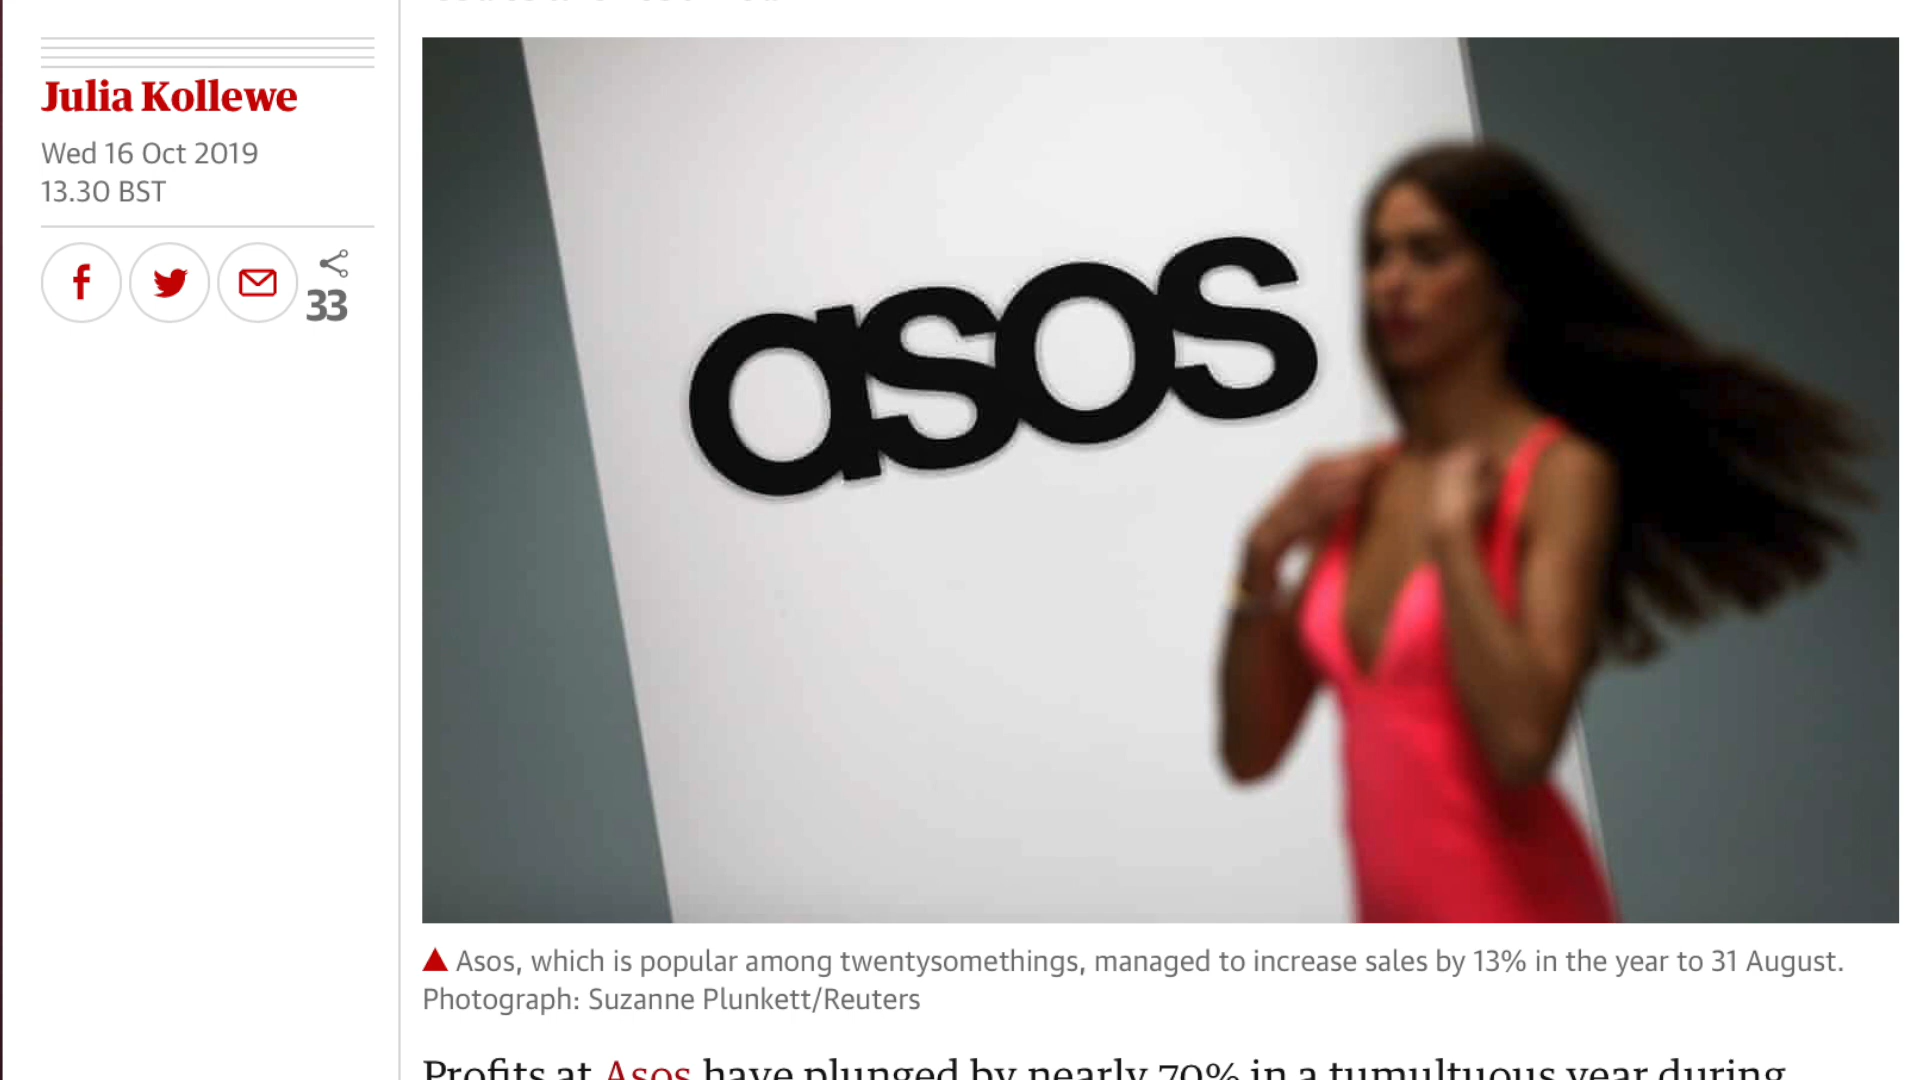 Julia Kollewe
Wed 16 Oct 2019
13.30 BST
33
asos
Asos, which is popular among twentysomethings, managed to increase sales by 13% in the year to 31 August.
Photograph: Suzanne Plunkett/Reuters
Profits at Asos have plunged by nearly 70% in a tumultuous year during